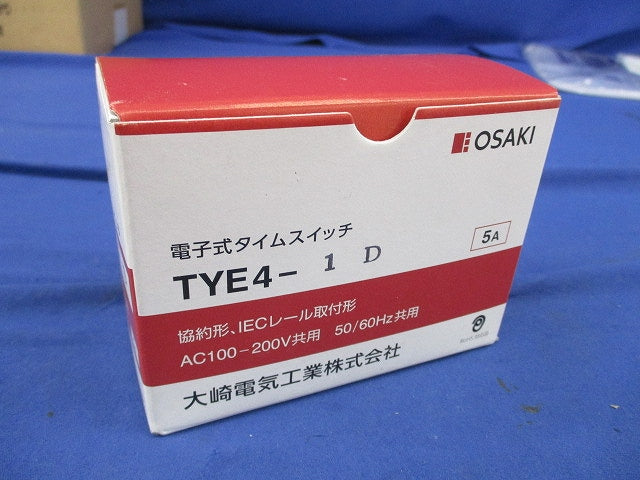 OSAKI
電子式タイムスイッチ
5A
TYE4-1 D
協約形、IECレール取付形
AC100-200V共用 50/60Hz共用
大崎電気工業株式会社